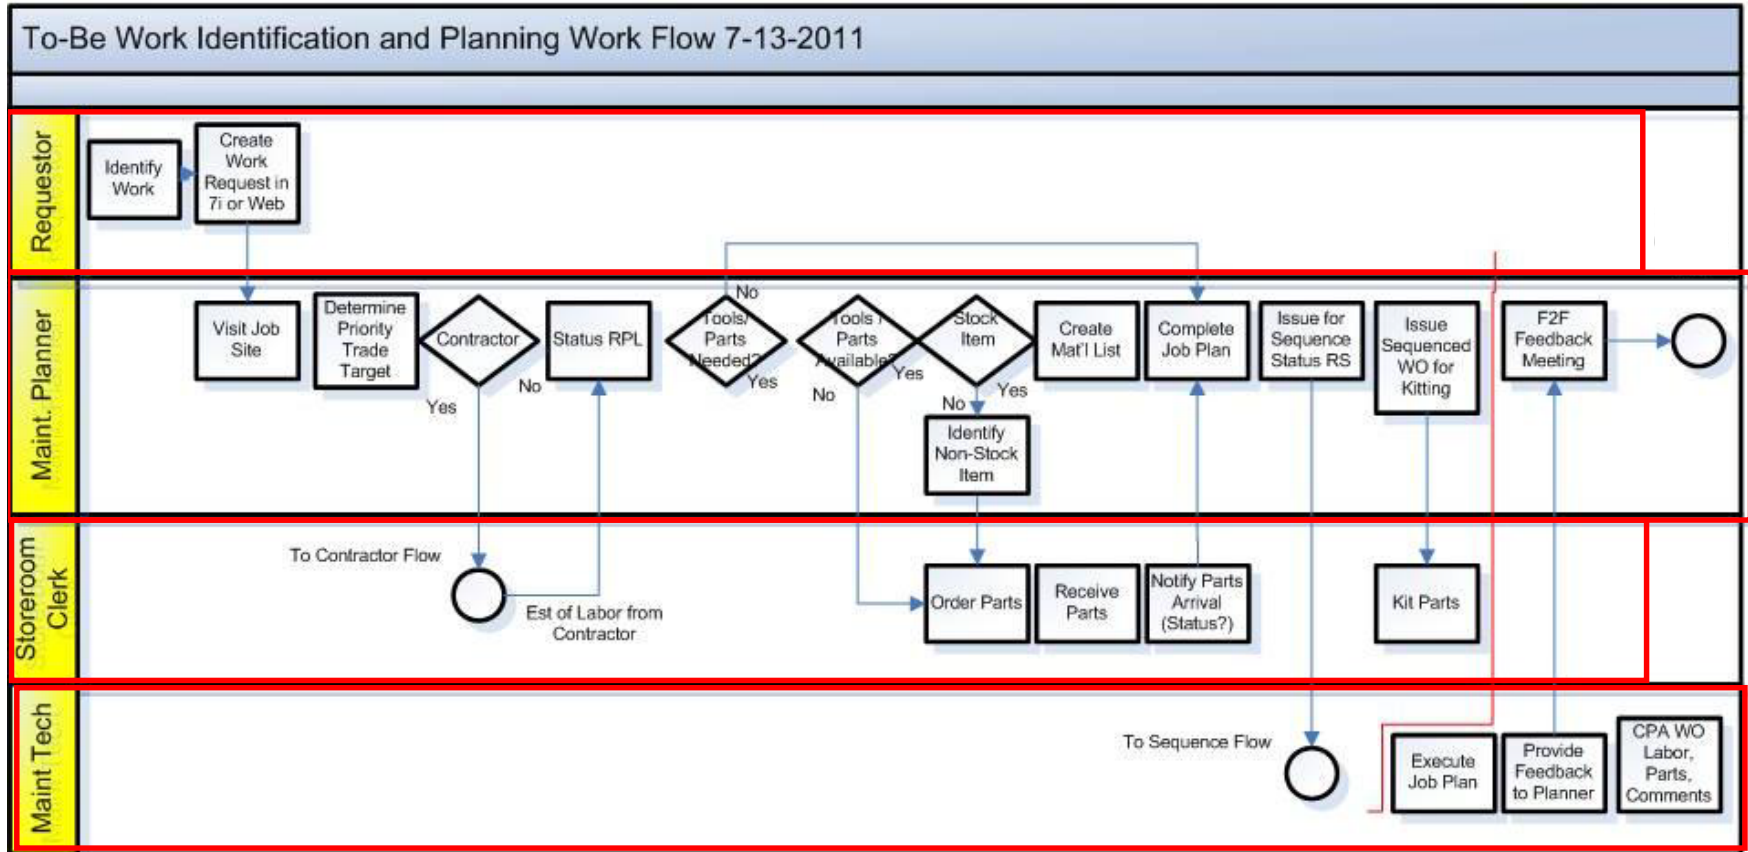 To-Be Work Identification and Planning Work Flow 7-13-2011
Requestor
Identify
Work
Create
Work
Request in
7i or Web
Maint. Planner
Visit Job
Site
Determine
Priority
Trade
Target
Contractor
Yes
No
Status RPL
Tools/
Parts
Needed?
No
Yes
Tools /
Parts
Available?
No
Yes
Stock
Item
No
Yes
Identify
Non-Stock
Item
Create
Mat'l List
Complete
Job Plan
Issue for
Sequence
Status RS
Issue
Sequenced
WO for
Kitting
F2F
Feedback
Meeting
Storeroom
Clerk
To Contractor Flow
Est of Labor from
Contractor
Order Parts
Receive
Parts
Notify Parts
Arrival
(Status?)
Kit Parts
Maint Tech
To Sequence Flow
Execute
Job Plan
Provide
Feedback
to Planner
CPA WO
Labor,
Parts,
Comments